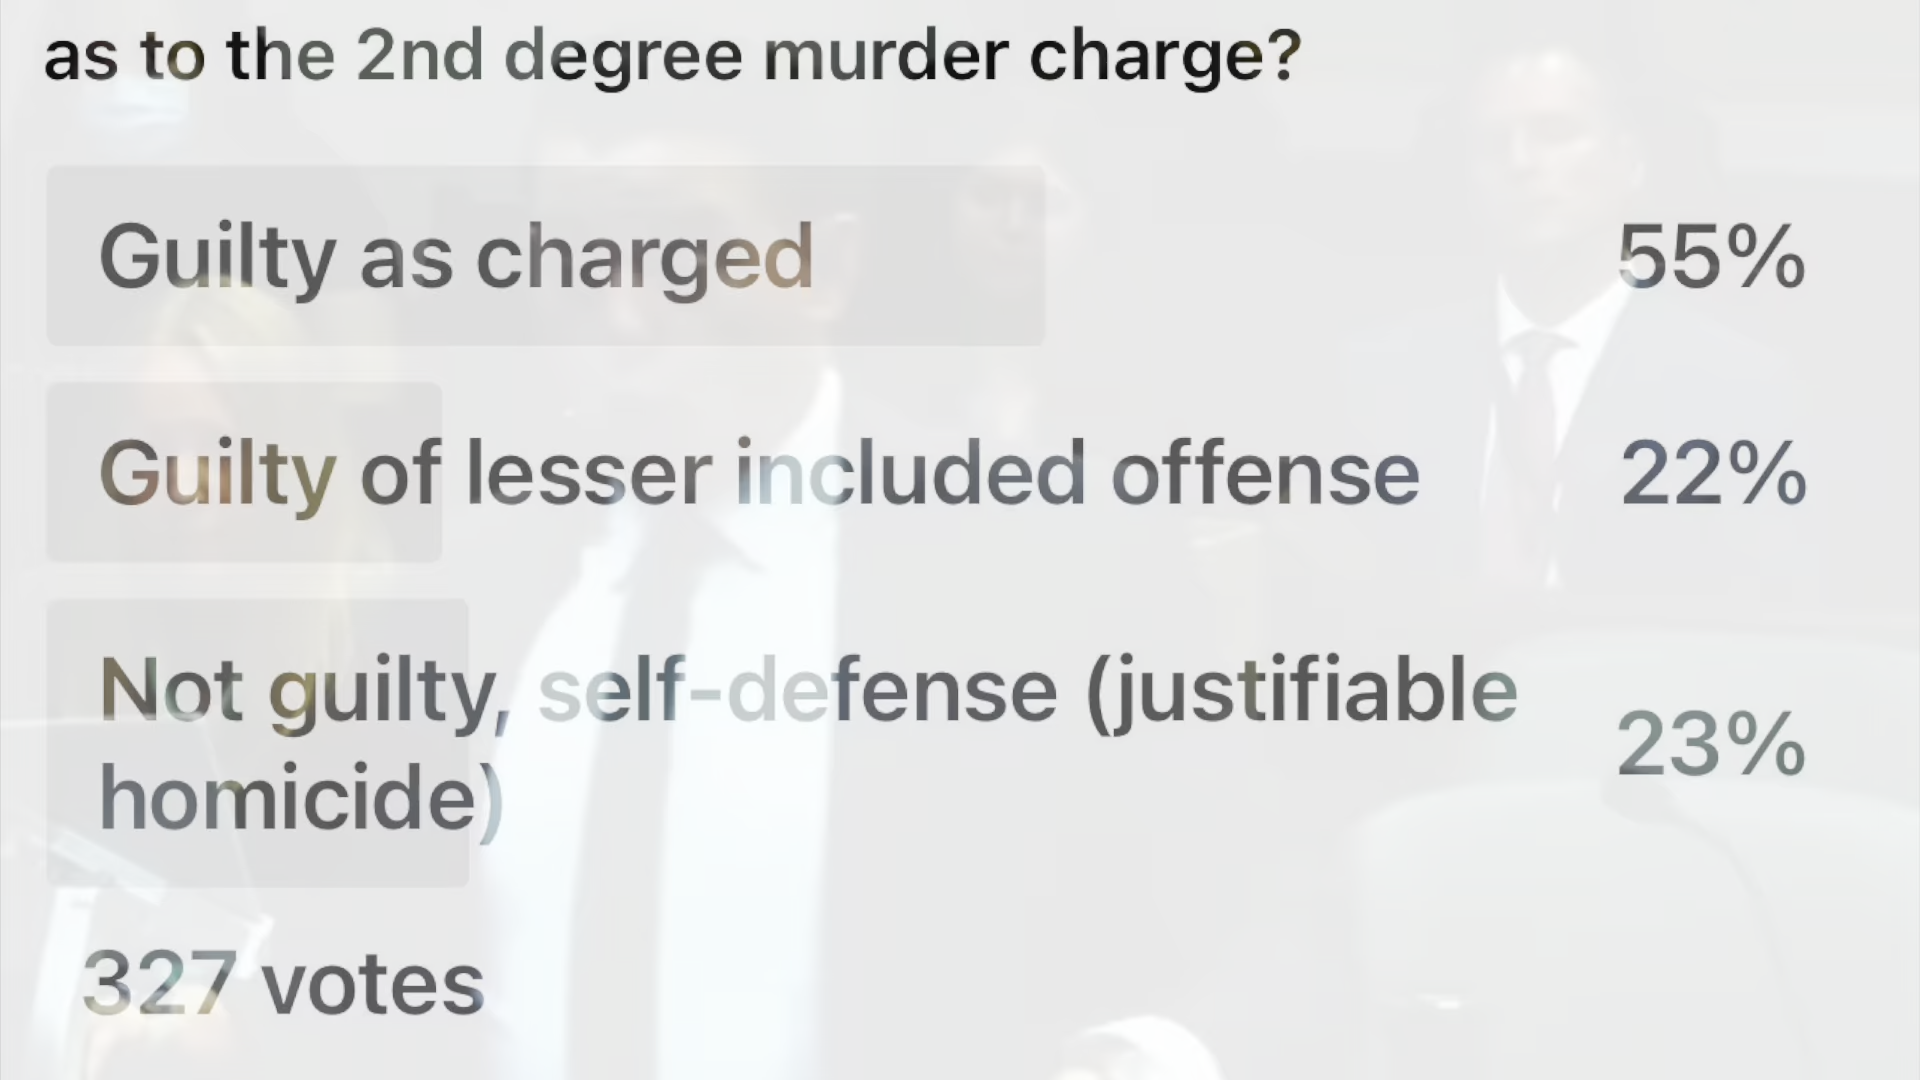 as to the 2nd degree murder charge?
Guilty as charged
55%
Guilty of lesser included offense
22%
Not guilty, self-defense (justifiable
homicide)
23%
327 votes